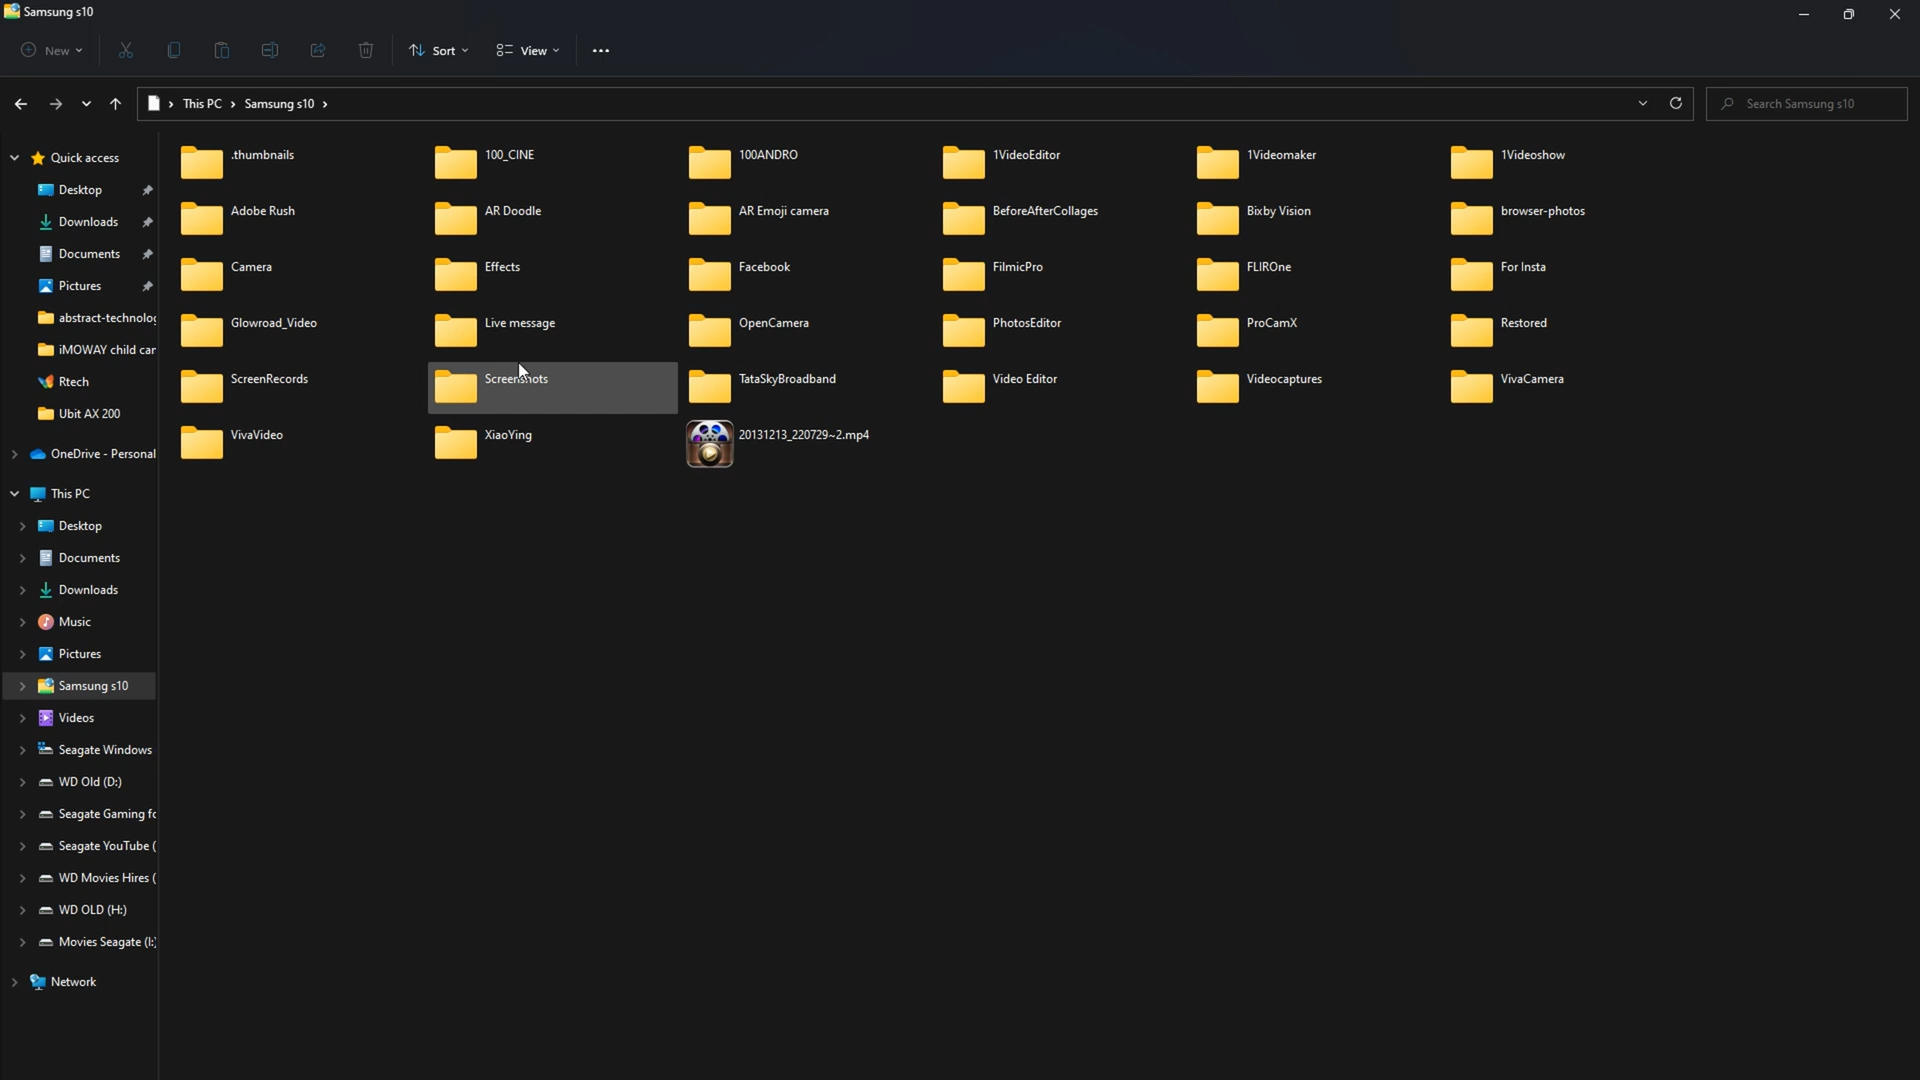 Samsung s10
New
Sort
View
This PC
Samsung s10
Search Samsung s10
Quick access
Desktop
Downloads
Documents
Pictures
abstract-technolog
iMOWAY child car
Rtech
Ubit AX 200
OneDrive - Personal
This PC
Desktop
Documents
Downloads
Music
Pictures
Samsung s10
Videos
Seagate Windows
WD Old (D:)
Seagate Gaming fo
Seagate YouTube (
WD Movies Hires (
WD OLD (H:)
Movies Seagate (I:)
Network
.thumbnails
100_CINE
100ANDRO
1VideoEditor
1Videomaker
1Videoshow
Adobe Rush
AR Doodle
AR Emoji camera
BeforeAfterCollages
Bixby Vision
browser-photos
Camera
Effects
Facebook
FilmicPro
FLIROne
For Insta
Glowroad_Video
Live message
OpenCamera
PhotosEditor
ProCamX
Restored
ScreenRecords
Screenshots
TataSkyBroadband
Video Editor
Videocaptures
VivaCamera
VivaVideo
XiaoYing
20131213_220729~2.mp4